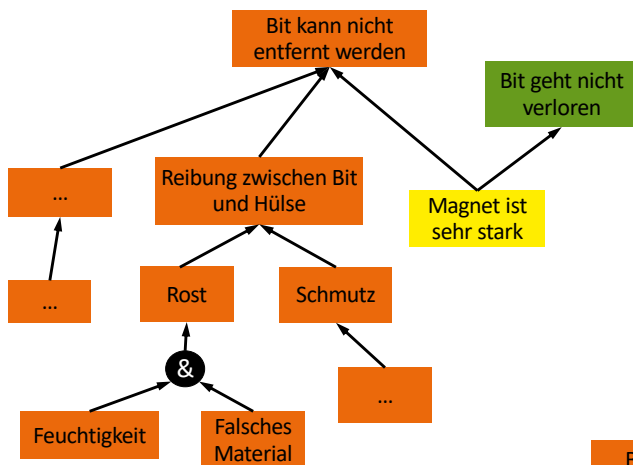 Bit kann nicht
entfernt werden
Bit geht nicht
verloren
...
Reibung zwischen Bit
und Hülse
Magnet ist
sehr stark
...
Rost
Schmutz
&
...
Feuchtigkeit
Falsches
Material